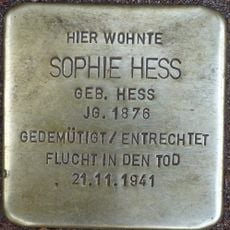 HIER WOHNTE
SOPHIE HESS
GEB. HESS
JG. 1876
GEDEMÜTIGT / ENTRECHTET
FLUCHT IN DEN TOD
21.11.1941